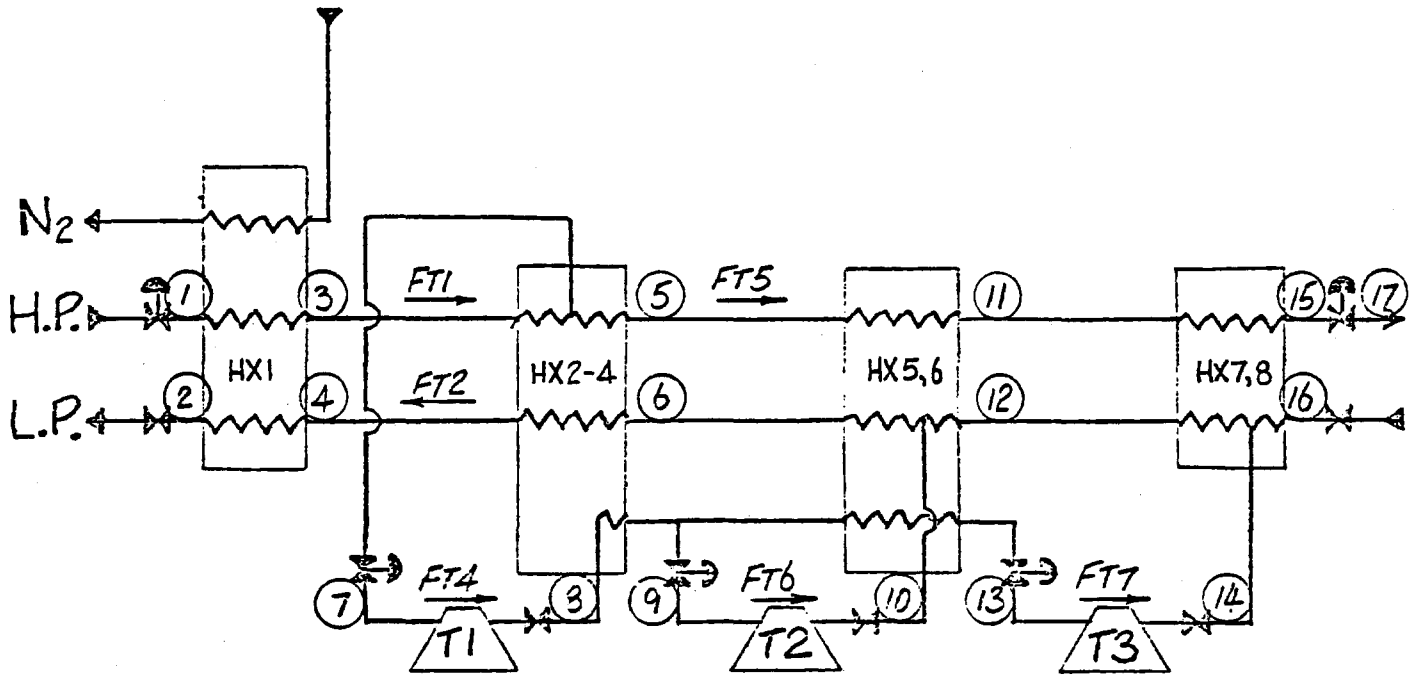 N2
H.P. 1 3 FT1 5 FT5 11 15 17
HX1 HX2-4 HX5,6 HX7,8
L.P. 2 4 FT2 6 12 16
7 FT4 8 9 FT6 10 13 FT7 14
T1 T2 T3